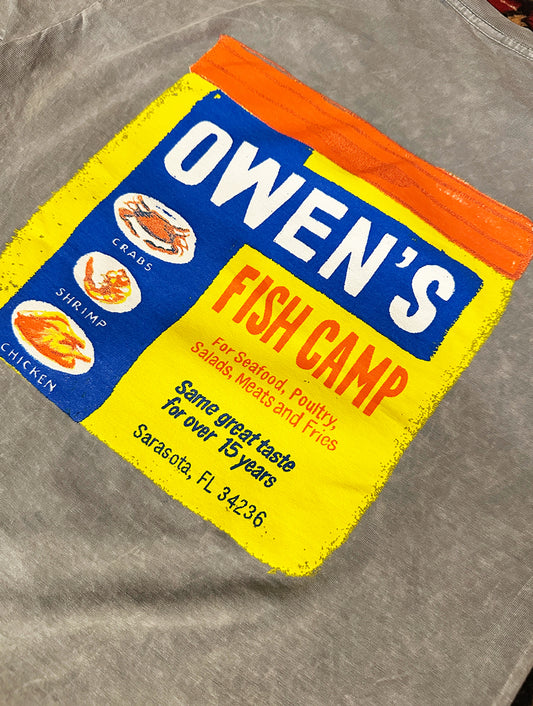 OWEN'S
CRABS
SHRIMP
CHICKEN
FISH CAMP
For Seafood, Poultry,
Salads, Meats and Fries
Same great taste
for over 15 years
Sarasota, FL 34236